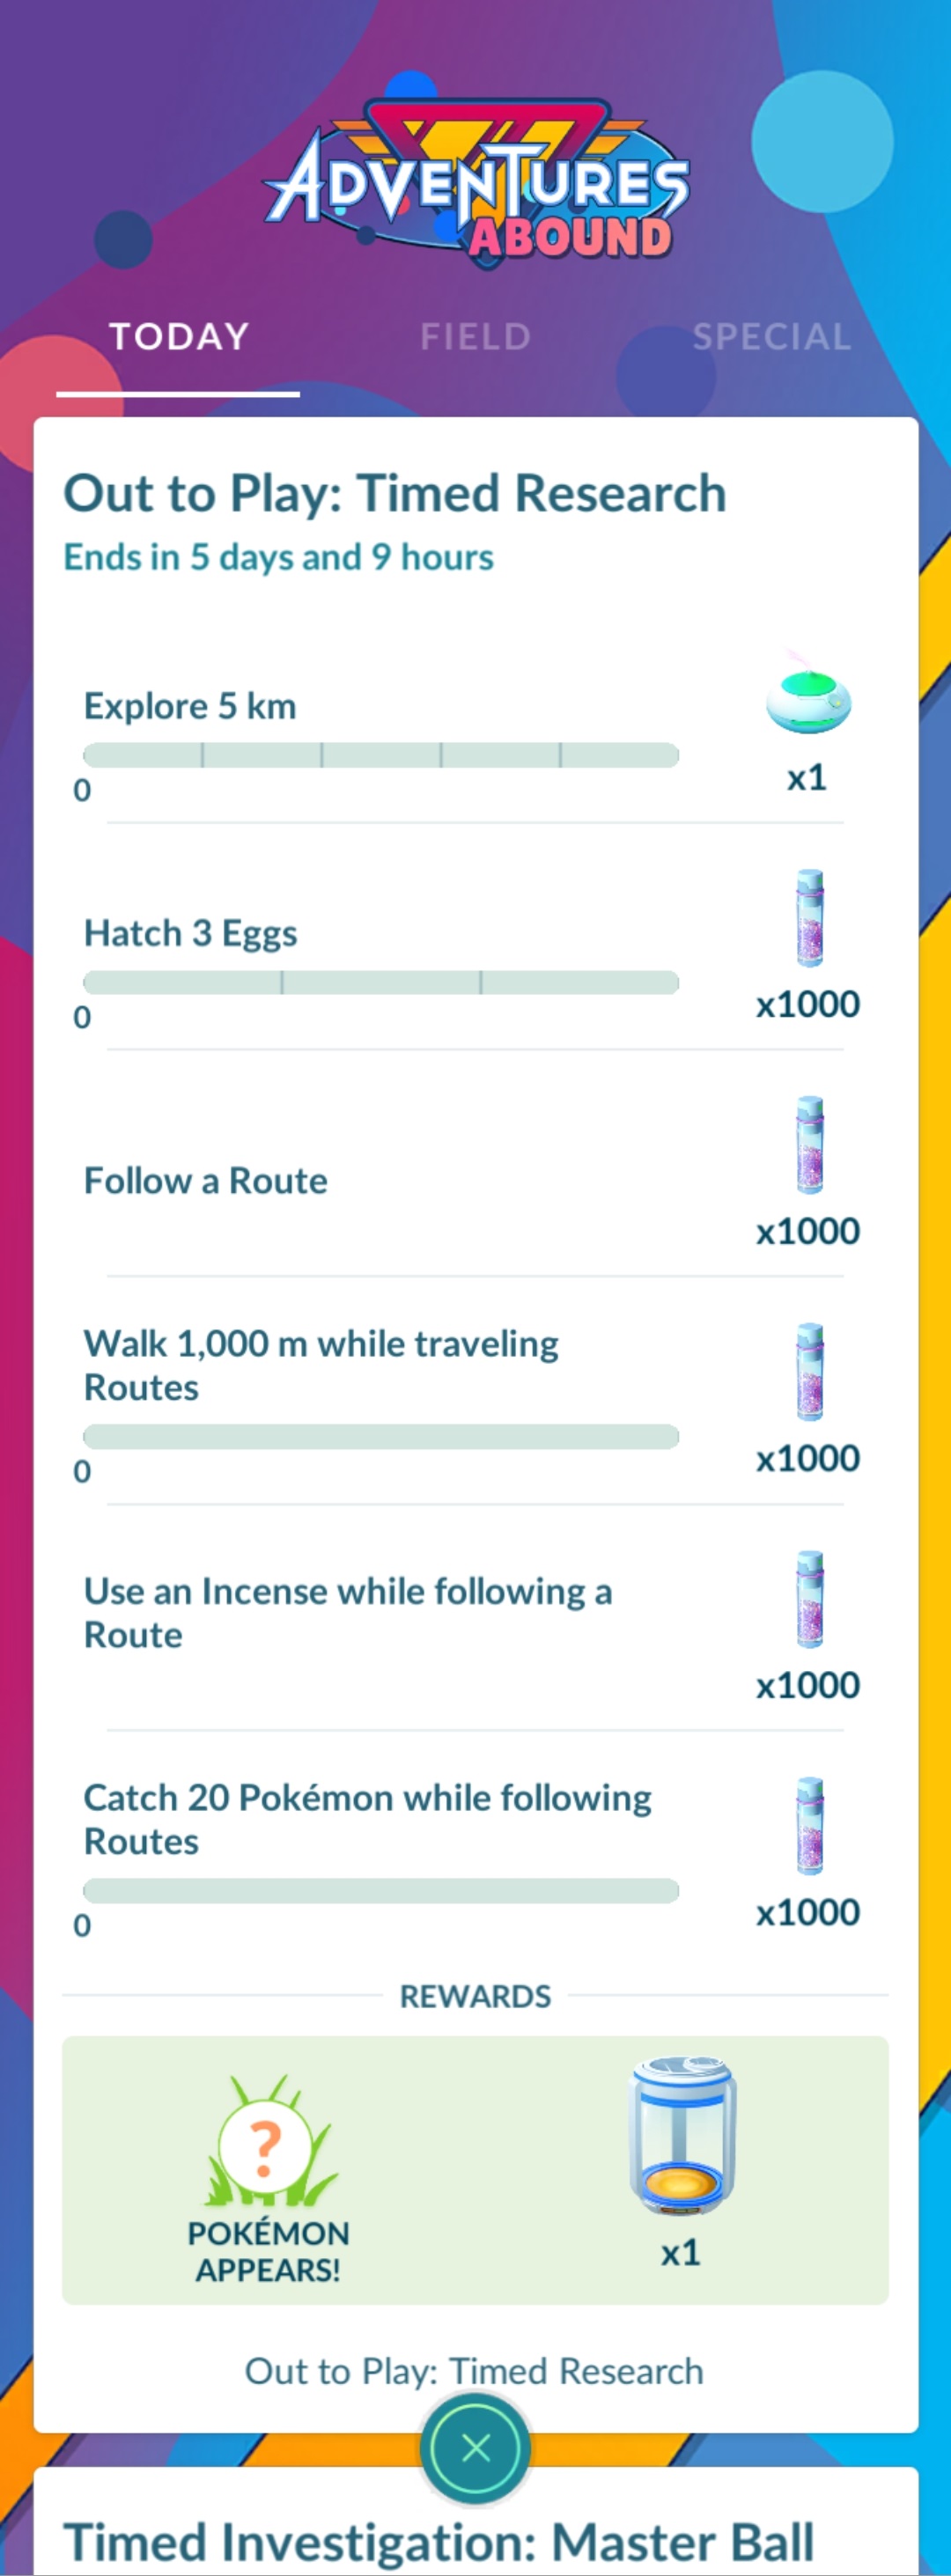 ADVENTURES
ABOUND
TODAY FIELD SPECIAL
Out to Play: Timed Research
Ends in 5 days and 9 hours
Explore 5 km
0
x1
Hatch 3 Eggs
0
x1000
Follow a Route
x1000
Walk 1,000 m while traveling
Routes
0
x1000
Use an Incense while following a
Route
x1000
Catch 20 Pokémon while following
Routes
0
x1000
REWARDS
?
POKÉMON
APPEARS!
x1
Out to Play: Timed Research
Timed Investigation: Master Ball